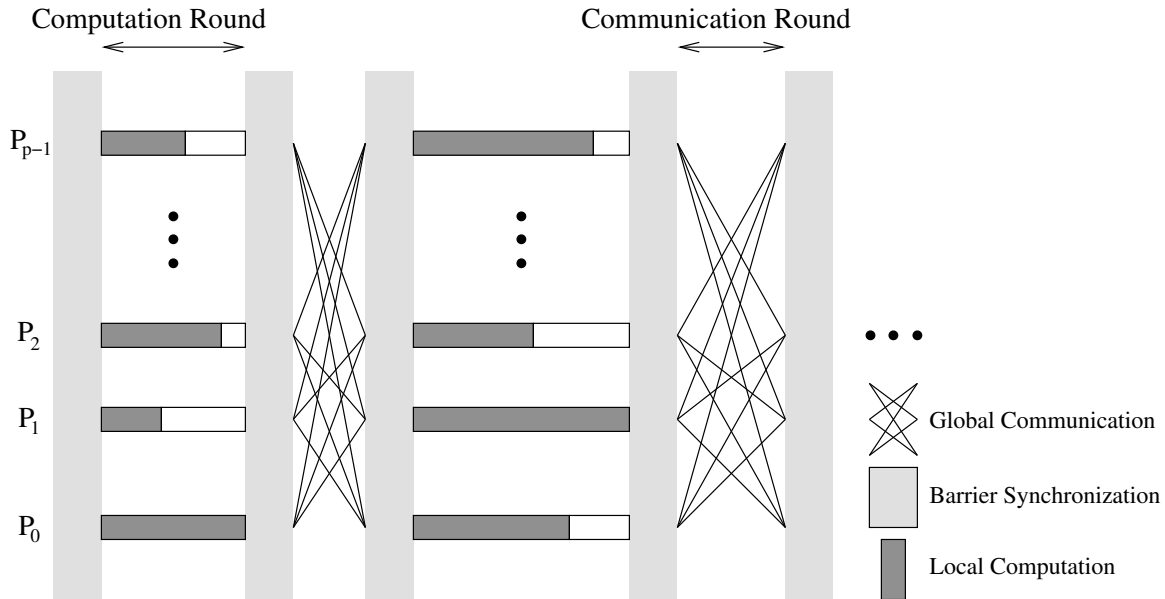 Computation Round
Communication Round
P_{p−1}
P_2
P_1
P_0
Global Communication
Barrier Synchronization
Local Computation